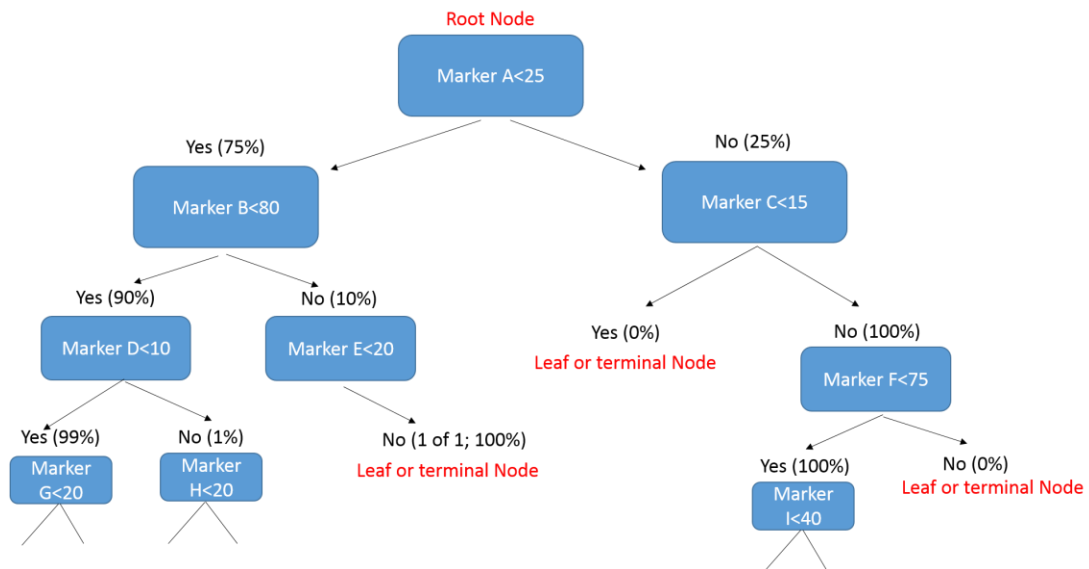 Root Node
Marker A<25
Yes (75%)
No (25%)
Marker B<80
Marker C<15
Yes (90%)
No (10%)
Yes (0%)
No (100%)
Marker D<10
Marker E<20
Leaf or terminal Node
Marker F<75
Yes (99%)
No (1%)
No (1 of 1; 100%)
Leaf or terminal Node
Yes (100%)
No (0%)
Leaf or terminal Node
Marker
G<20
Marker
H<20
Marker
I<40